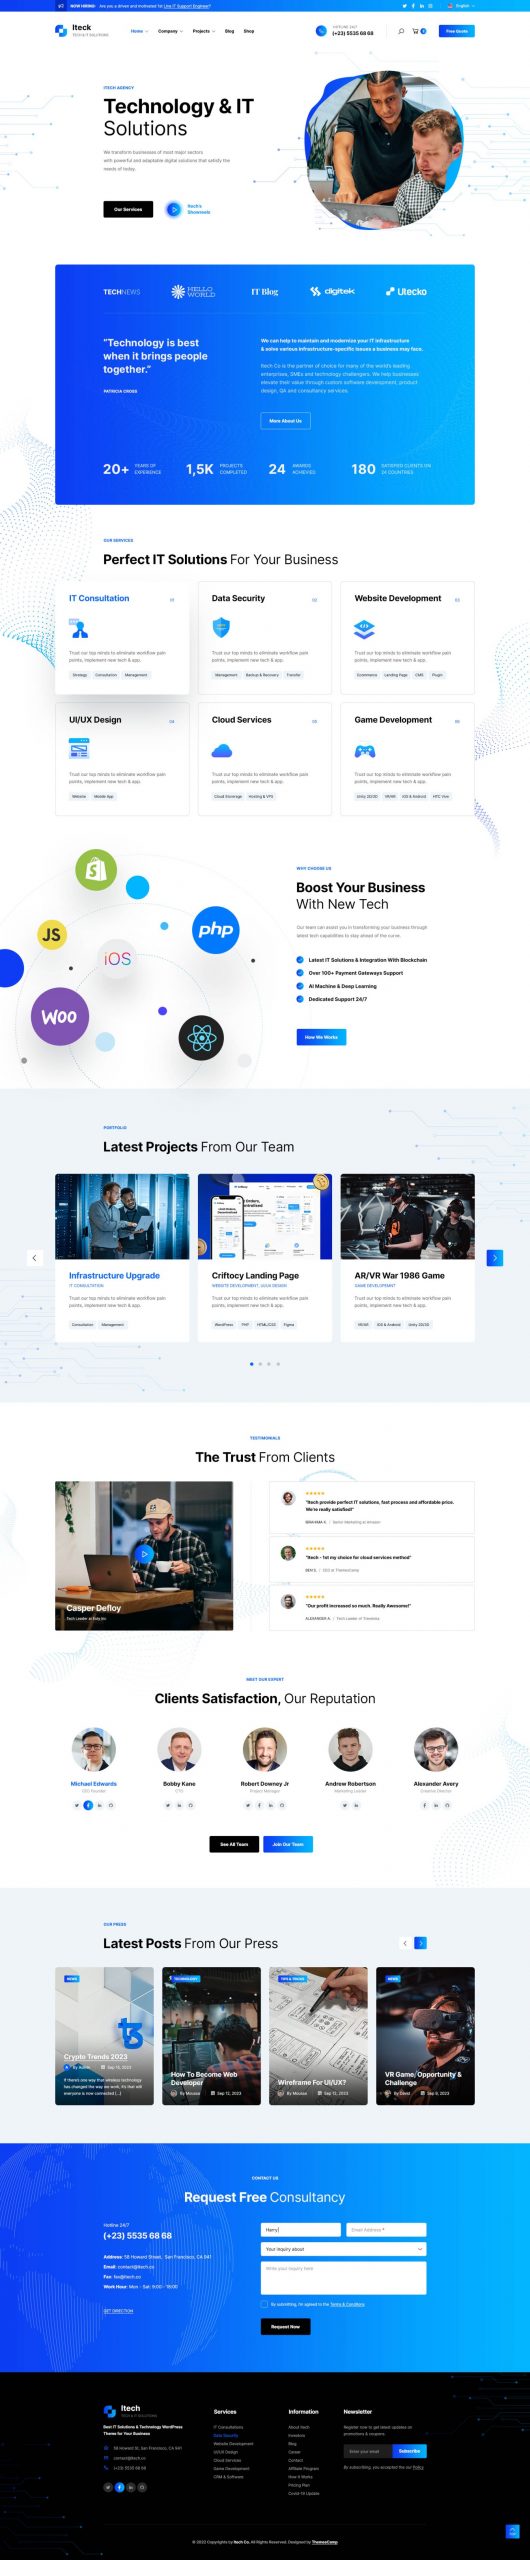 NOW HIRING: Are you a driven and motivated 1st Line IT Support Engineer?
English
Iteck
TECH & IT SOLUTIONS
Home
Company
Projects
Blog
Shop
HOTLINE 24/7
(+23) 5535 68 68
Free Quote
ITECH AGENCY
Technology & IT
Solutions
We transform businesses of most major sectors
with powerful and adaptable digital solutions that satisfy the
needs of today.
Our Services
Iteck's
Showreels
TECHNEWS
HELLO
WORLD
IT Blog
digitek
Utecko
“Technology is best
when it brings people
together.”
PATRICIA CROSS
We can help to maintain and modernize your IT infrastructure
& solve various infrastructure-specific issues a business may face.
Itech Co is the partner of choice for many of the world's leading
enterprises, SMEs and technology challengers. We help businesses
elevate their value through custom software development, product
design, QA and consultancy services.
More About Us
20+ YEARS OF
EXPERIENCE
1,5K PROJECTS
COMPLETED
24 AWARDS
ACHIEVED
180 SATISFIED CLIENTS ON
24 COUNTRIES
OUR SERVICES
Perfect IT Solutions For Your Business
IT Consultation 01
Trust our top minds to eliminate workflow pain
points, implement new tech & app.
Strategy Consultation Management
Data Security 02
Trust our top minds to eliminate workflow pain
points, implement new tech & app.
Management Backup & Recovery Transfer
Website Development 03
Trust our top minds to eliminate workflow pain
points, implement new tech & app.
Ecommerce Landing Page CMS Plugin
UI/UX Design 04
Trust our top minds to eliminate workflow pain
points, implement new tech & app.
Website Mobile App
Cloud Services 05
Trust our top minds to eliminate workflow pain
points, implement new tech & app.
Hosting & VPS
Game Development 06
Trust our top minds to eliminate workflow pain
points, implement new tech & app.
Unity 2D/3D VR/AR iOS & Android HTC Vive
JS
php
iOS
WOO
WHY CHOOSE US
Boost Your Business
With New Tech
Our team can assist you in transforming your business through
latest tech capabilities to stay ahead of the curve.
Latest IT Solutions & Integration With Blockchain
Over 100+ Payment Gateways Support
AI Machine & Deep Learning
Dedicated Support 24/7
How We Works
PORTFOLIO
Latest Projects From Our Team
Infrastructure Upgrade
IT CONSULTATION
Trust our top minds to eliminate workflow pain
points, implement new tech & app.
Consultation Management
Criftocy Landing Page
WEBSITE DEVELOPMENT, UI/UX DESIGN
Trust our top minds to eliminate workflow pain
points, implement new tech & app.
WordPress PHP HTML/CSS Figma
AR/VR War 1986 Game
GAME DEVELOPEMNT
Trust our top minds to eliminate workflow pain
points, implement new tech & app.
VR/AR iOS & Android Unity 2D/3D
TESTIMONIALS
The Trust From Clients
Casper Defloy
“Iteck provide perfect IT solutions, fast process and affordable price.
We're really satisfied!”
Senior Marketing at Amazon
“Iteck - 1st my choice for cloud services method”
BEN S. | CEO at ThemesCamp
“Our profit increased so much. Really Awesome!”
ALEXANDER A. | Tech Leader of
MEET OUR EXPERT
Clients Satisfaction, Our Reputation
Michael Edwards
CEO Founder
Bobby Kane
CTO
Robert Downey Jr
Project Manager
Andrew Robertson
Marketing Leader
Alexander Avery
Creative Director
See All Team
Join Our Team
OUR PRESS
Latest Posts From Our Press
NEWS
Crypto Trends 2023
By Admin Sep 15, 2023
If there's one way that wireless technology
has changed the way we work, it's that will
everyone is now connected [...]
TECHNOLOGY
How To Become Web
Developer
By Moussa Sep 12, 2023
TIPS & TRICKS
Wireframe For UI/UX?
By Moussa Sep 12, 2023
NEWS
VR Game, Opportunity &
Challenge
By David Sep 9, 2023
CONTACT US
Request Free Consultancy
Hotline 24/7
(+23) 5535 68 68
Address: 58 Howard Street, San Francisco, CA 941
Email: contact@itech.co
Fax: fax@itech.co
Work Hour: Mon - Sat: 9:00 - 18:00
GET DIRECTION
Harry
Email Address *
Your inquiry about
Write your inquiry here
By submitting, i'm agreed to the Terms & Conditions
Request Now
Itech
TECH & IT SOLUTIONS
Best IT Solutions & Technology WordPress
Theme for Your Business
58 Howard St, San Francisco, CA 941
contact@itech.co
(+23) 5535 68 68
Services
IT Consultations
Data Security
Website Development
UI/UX Design
Cloud Services
Game Development
CRM & Software
Information
About Itech
Investors
Blog
Career
Contact
Affiliate Program
How It Works
Pricing Plan
Covid-19 Update
Newsletter
Register now to get latest updates on
promotions & coupons.
Enter your email
Subscribe
By subscribing, you accepted the our Policy
© 2022 Copyrights by Itech Co. All Rights Reserved. Designed by ThemesCamp